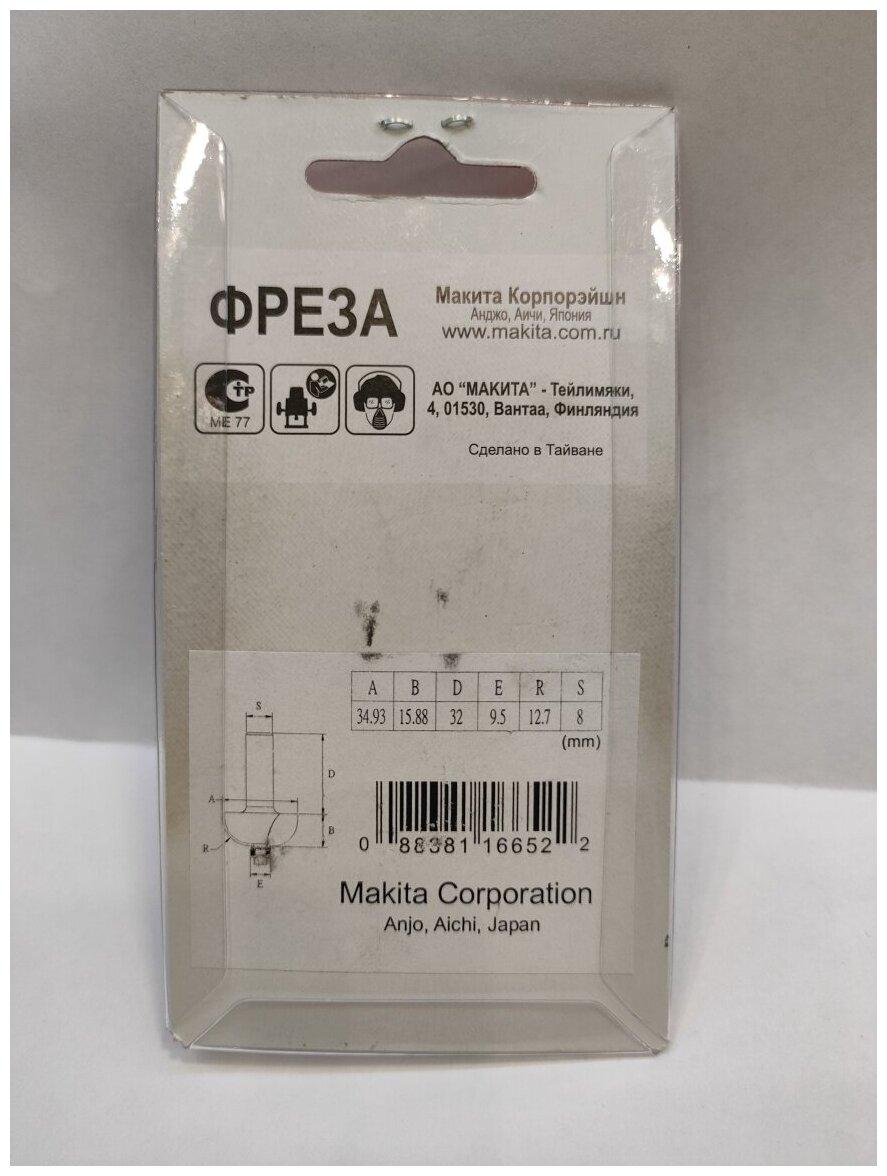 ФРЕЗА
Макита Корпорэйшн
Анджо, Аичи, Япония
www.makita.com.ru
ТР
МЕ 77
АО “МАКИТА” - Тейлимяки,
4, 01530, Вантаа, Финляндия
Сделано в Тайване
A B D E R S
34.93 15.88 32 9.5 12.7 8
(mm)
S
D
A
B
R
E
0 88381 16652 2
Makita Corporation
Anjo, Aichi, Japan